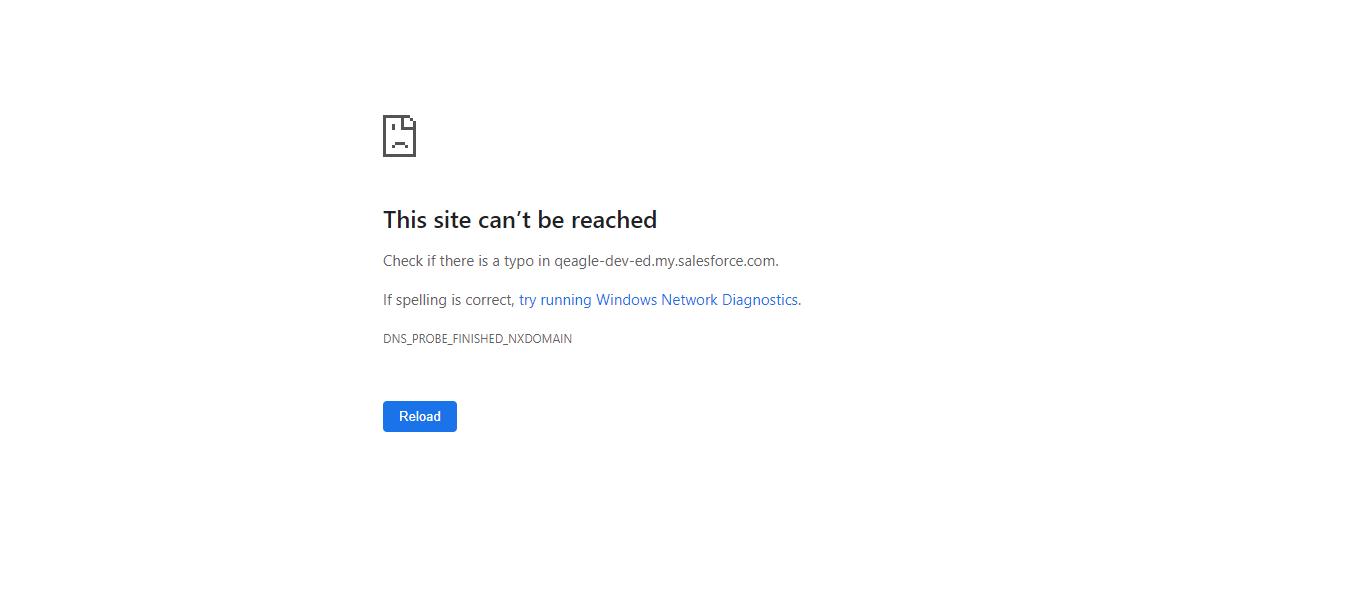 This site can’t be reached
Check if there is a typo in qeagle-dev-ed.my.salesforce.com.
If spelling is correct, try running Windows Network Diagnostics.
DNS_PROBE_FINISHED_NXDOMAIN
Reload